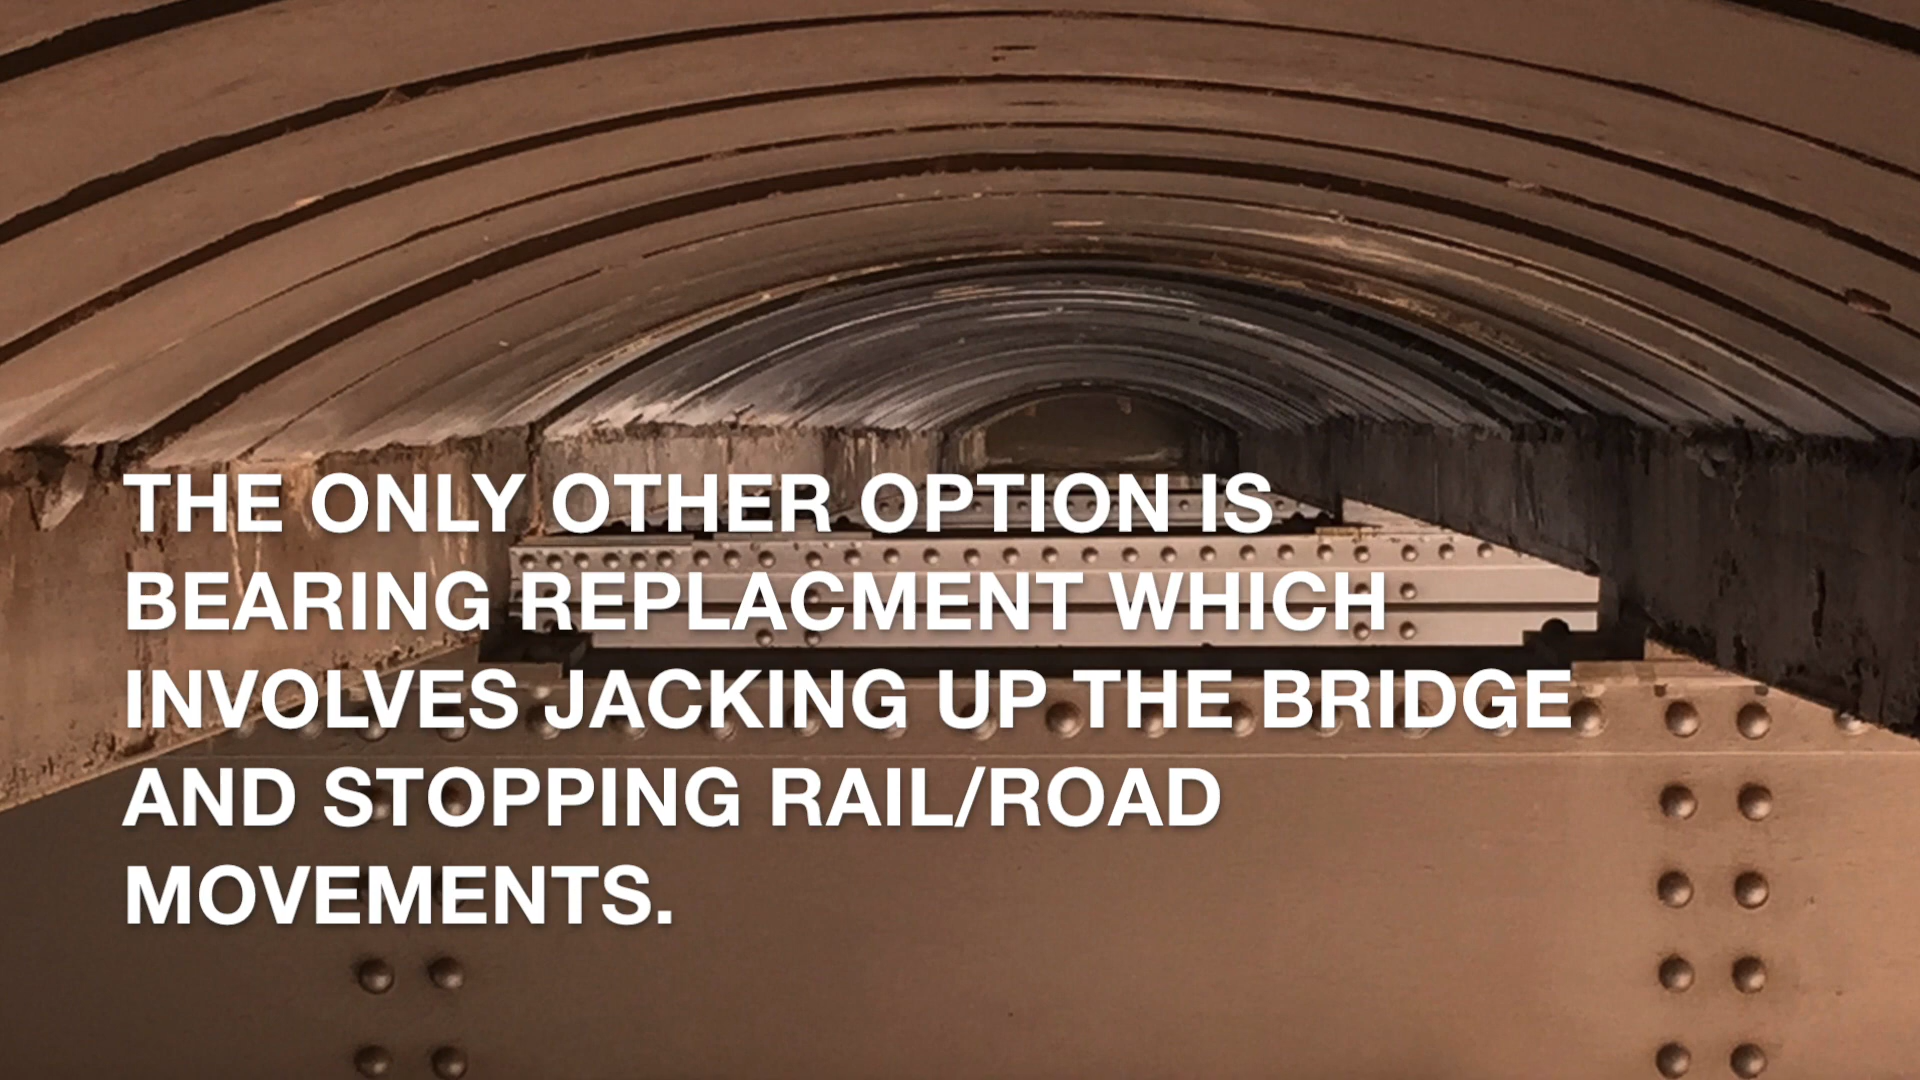 THE ONLY OTHER OPTION IS
BEARING REPLACMENT WHICH
INVOLVES JACKING UP THE BRIDGE
AND STOPPING RAIL/ROAD
MOVEMENTS.